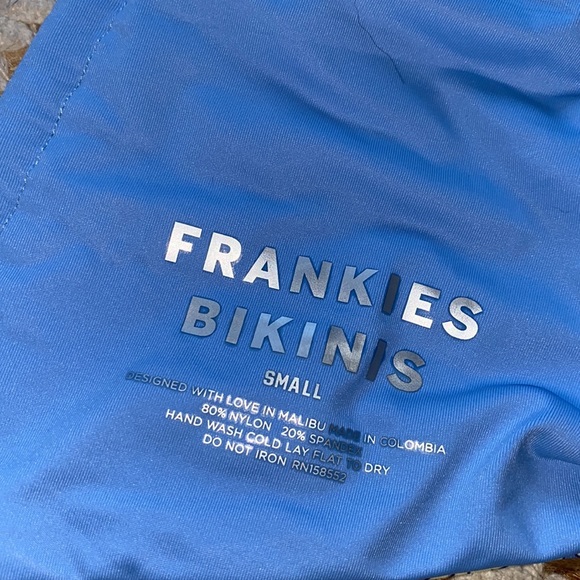 FRANKIES
BIKINIS
SMALL
DESIGNED WITH LOVE IN MALIBU MADE IN COLOMBIA
80% NYLON 20% SPANDEX
HAND WASH COLD LAY FLAT TO DRY
DO NOT IRON RN158552